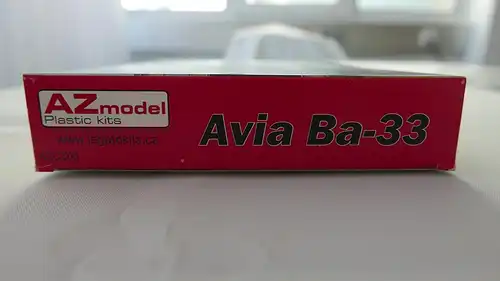 AZmodel
Plastic kits
Avia Ba-33